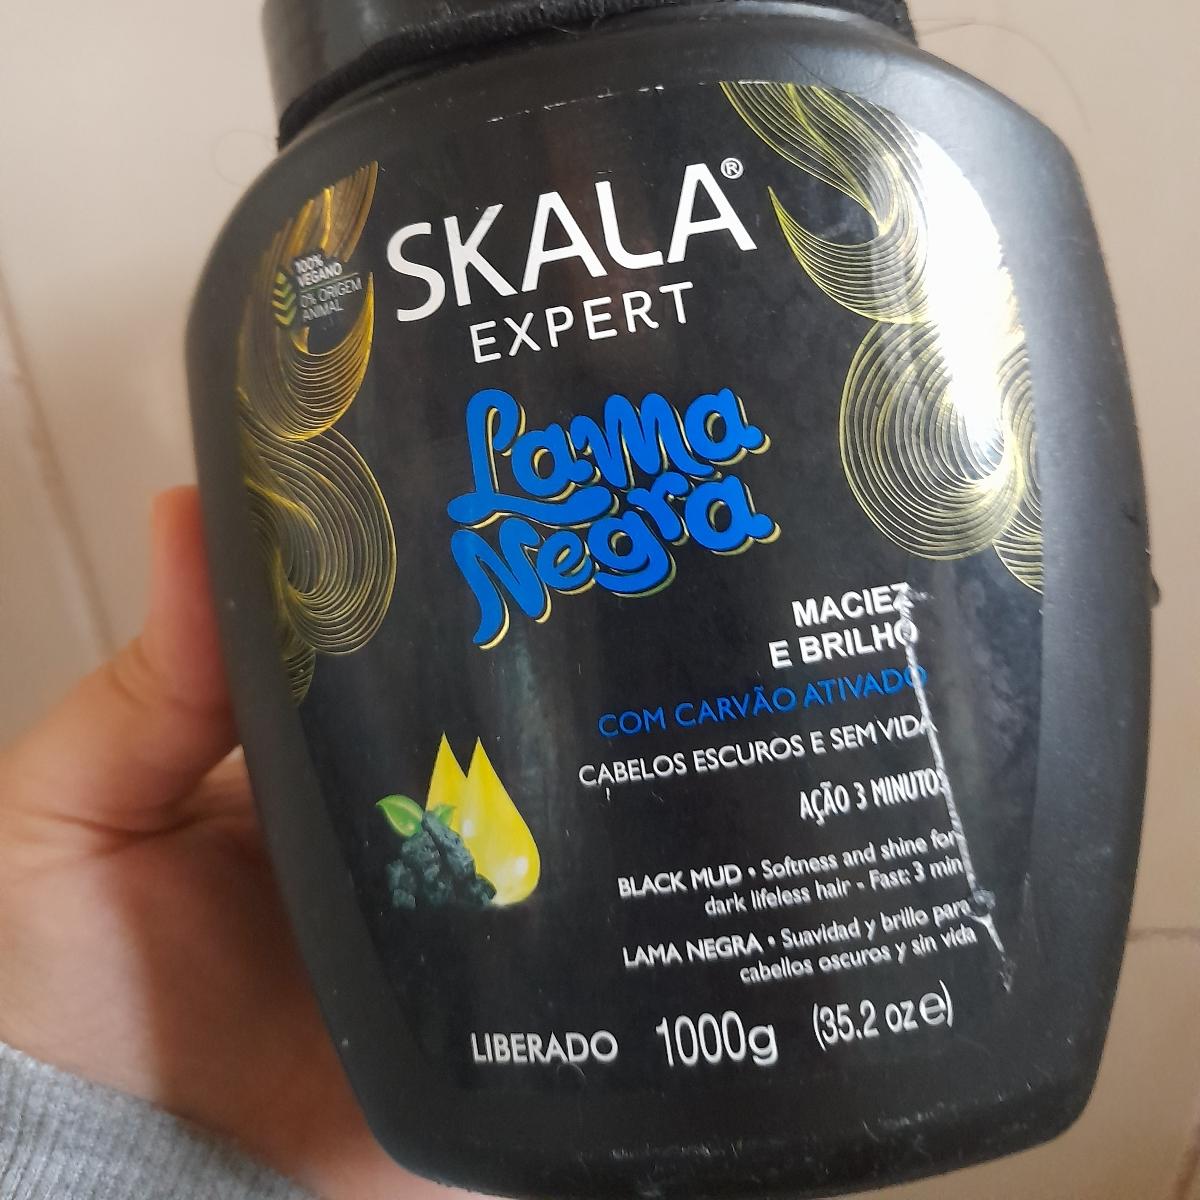 SKALA®
EXPERT
100%
VEGANO
0% ORIGEM
ANIMAL
Lama
Negra
MACIEZ
E BRILHO
COM CARVÃO ATIVADO
CABELOS ESCUROS E SEM VIDA
AÇÃO 3 MINUTOS
BLACK MUD • Softness and shine for
dark lifeless hair - Fast: 3 min
LAMA NEGRA • Suavidad y brillo para
cabellos oscuros y sin vida
LIBERADO 1000g (35.2 oz ℮)